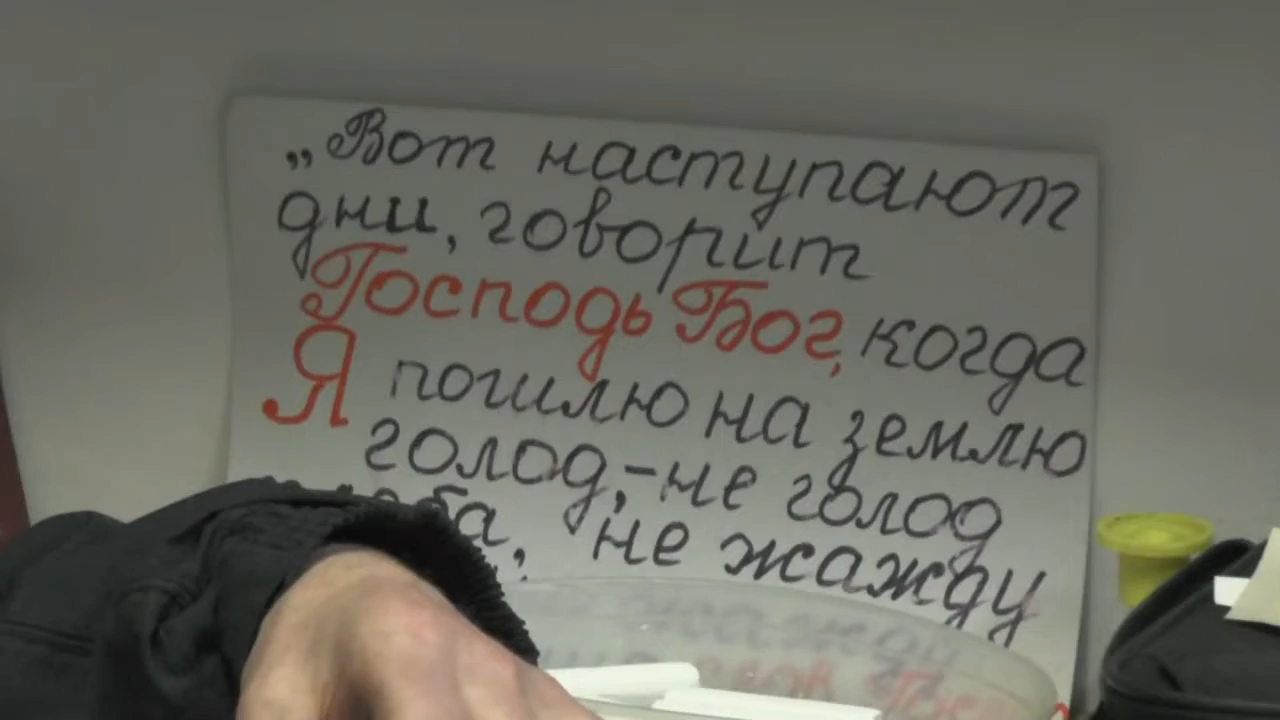 „Вот наступают
дни, говорит
Господь Бог, когда
Я пошлю на землю
голод,-не голод
не жажду